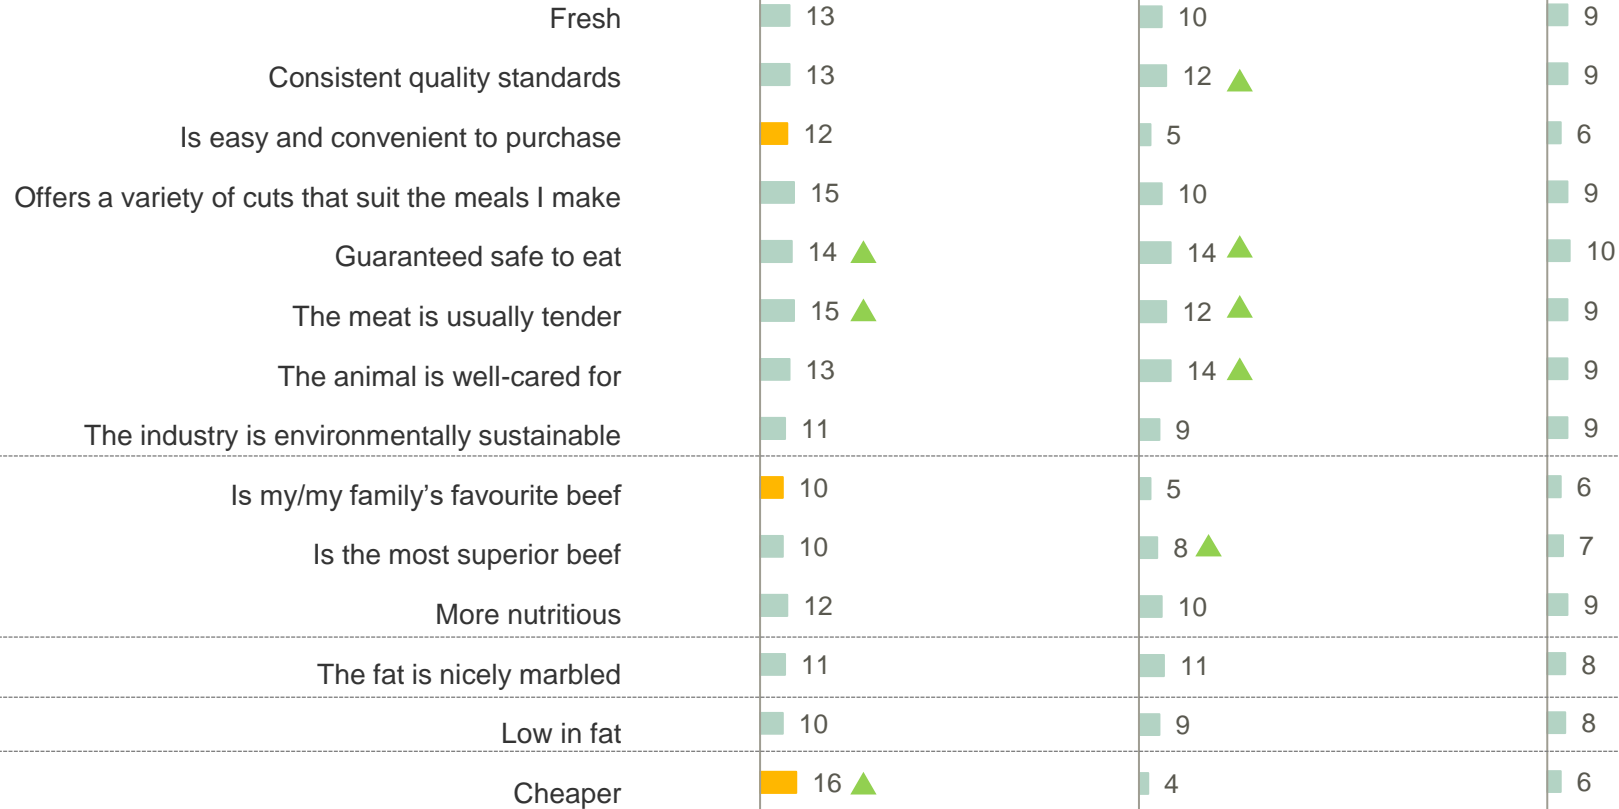 Fresh 13 10 9
Consistent quality standards 13 12 9
Is easy and convenient to purchase 12 5 6
Offers a variety of cuts that suit the meals I make 15 10 9
Guaranteed safe to eat 14 14 10
The meat is usually tender 15 12 9
The animal is well-cared for 13 14 9
The industry is environmentally sustainable 11 9 9
Is my/my family’s favourite beef 10 5 6
Is the most superior beef 10 8 7
More nutritious 12 10 9
The fat is nicely marbled 11 11 8
Low in fat 10 9 8
Cheaper 16 4 6